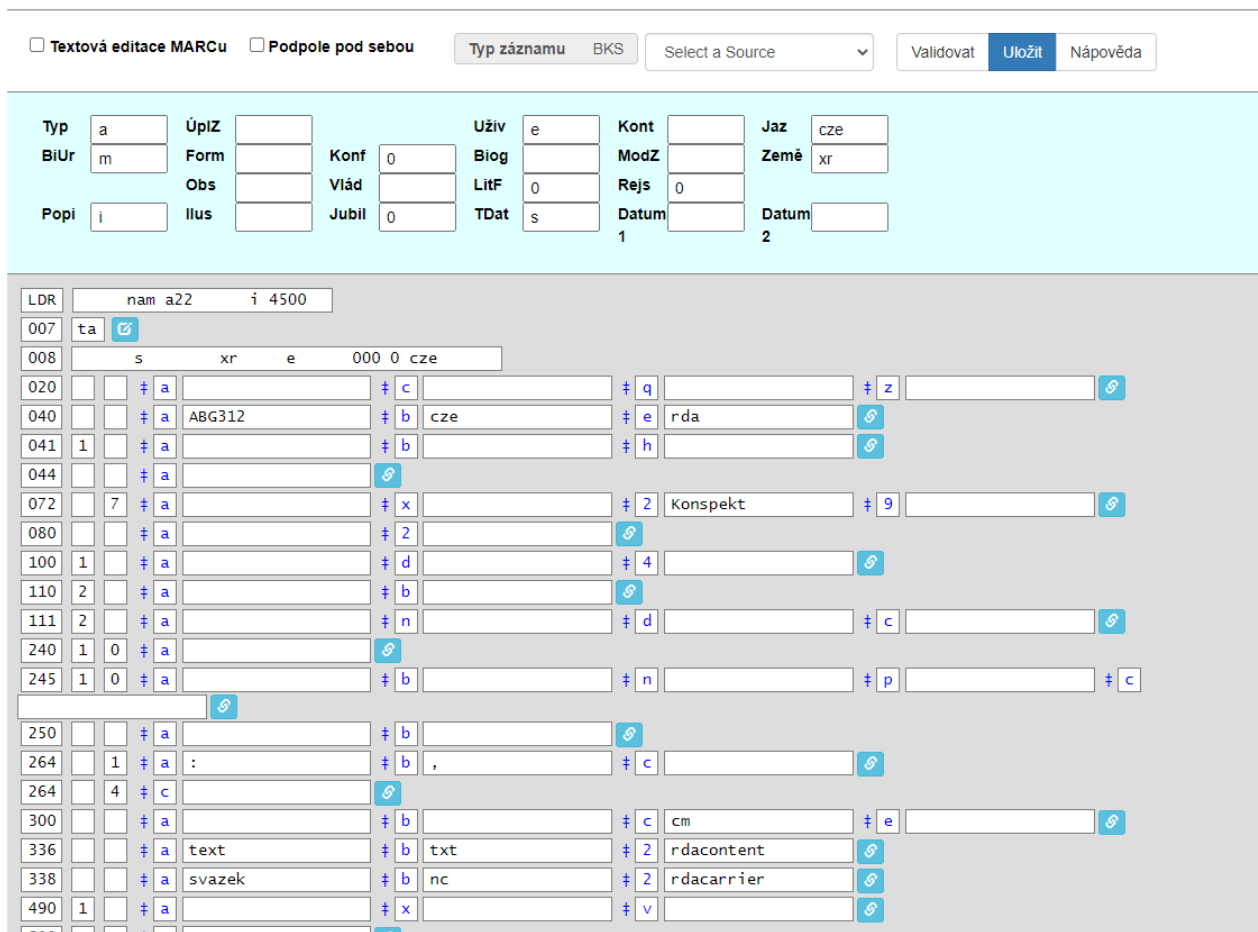 Textová editace MARCu Podpole pod sebou Typ záznamu BKS Select a Source Validovat Uložit Nápověda
Typ a ÚplZ Uživ e Kont Jaz cze
BiUr m Form Konf 0 Biog ModZ Země xr
Obs Vlád LitF 0 Rejs 0
Popi i Ilus Jubil 0 TDat s Datum 1 Datum 2
LDR nam a22 i 4500
007 ta
008 s xr e 000 0 cze
020 ‡ a ‡ c ‡ q ‡ z
040 ‡ a ABG312 ‡ b cze ‡ e rda
041 1 ‡ a ‡ b ‡ h
044 ‡ a
072 7 ‡ a ‡ x ‡ 2 Konspekt ‡ 9
080 ‡ a ‡ 2
100 1 ‡ a ‡ d ‡ 4
110 2 ‡ a ‡ b
111 2 ‡ a ‡ n ‡ d ‡ c
240 1 0 ‡ a
245 1 0 ‡ a ‡ b ‡ n ‡ p ‡ c
250 ‡ a ‡ b
264 1 ‡ a : ‡ b , ‡ c
264 4 ‡ c
300 ‡ a ‡ b ‡ c cm ‡ e
336 ‡ a text ‡ b txt ‡ 2 rdacontent
338 ‡ a svazek ‡ b nc ‡ 2 rdacarrier
490 1 ‡ a ‡ x ‡ v